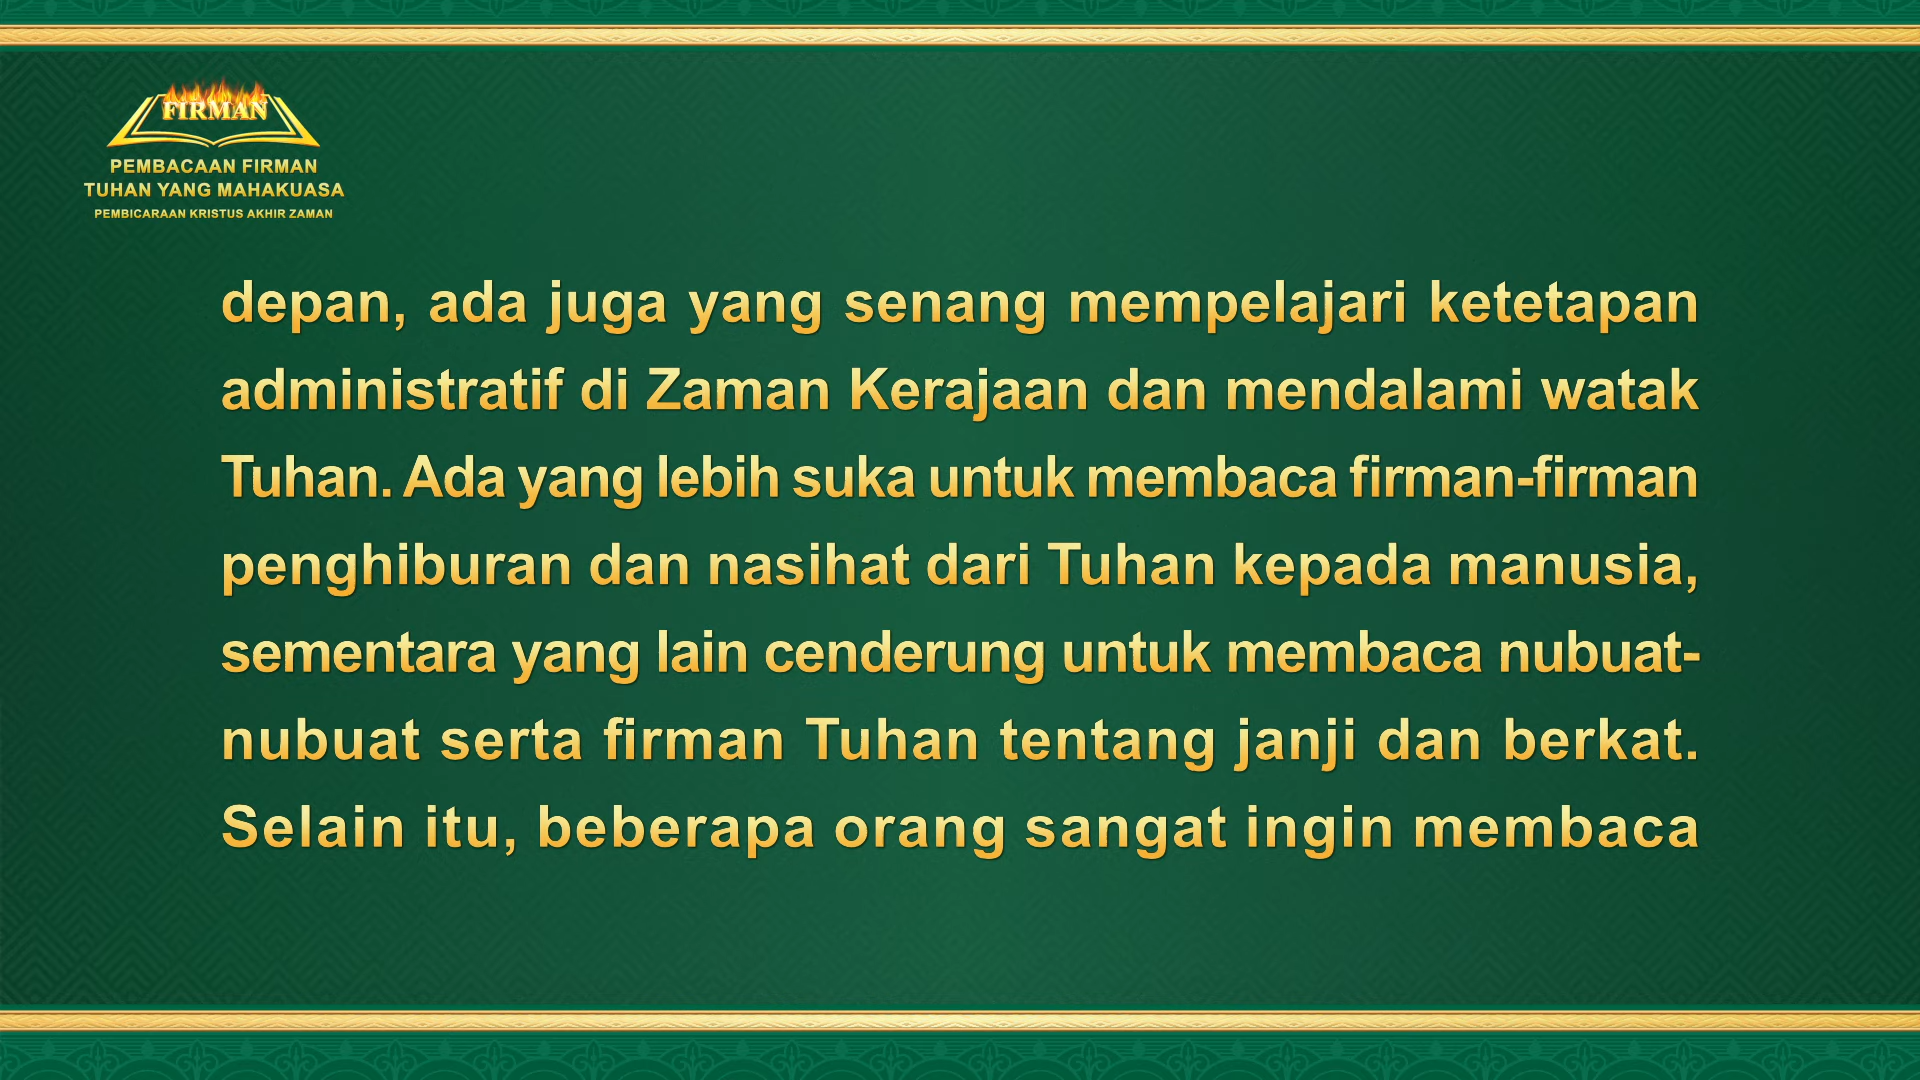 FIRMAN
PEMBACAAN FIRMAN
TUHAN YANG MAHAKUASA
PEMBICARAAN KRISTUS AKHIR ZAMAN
depan, ada juga yang senang mempelajari ketetapan
administratif di Zaman Kerajaan dan mendalami watak
Tuhan. Ada yang lebih suka untuk membaca firman-firman
penghiburan dan nasihat dari Tuhan kepada manusia,
sementara yang lain cenderung untuk membaca nubuat-
nubuat serta firman Tuhan tentang janji dan berkat.
Selain itu, beberapa orang sangat ingin membaca